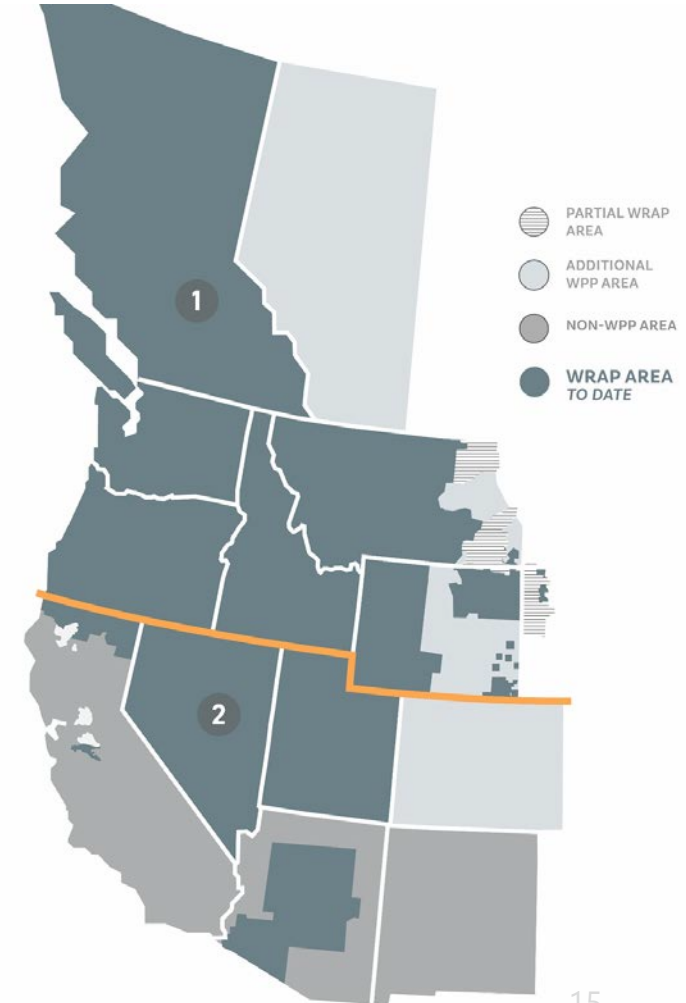 1
PARTIAL WRAP
AREA
ADDITIONAL
WPP AREA
NON-WPP AREA
WRAP AREA
TO DATE
2
15